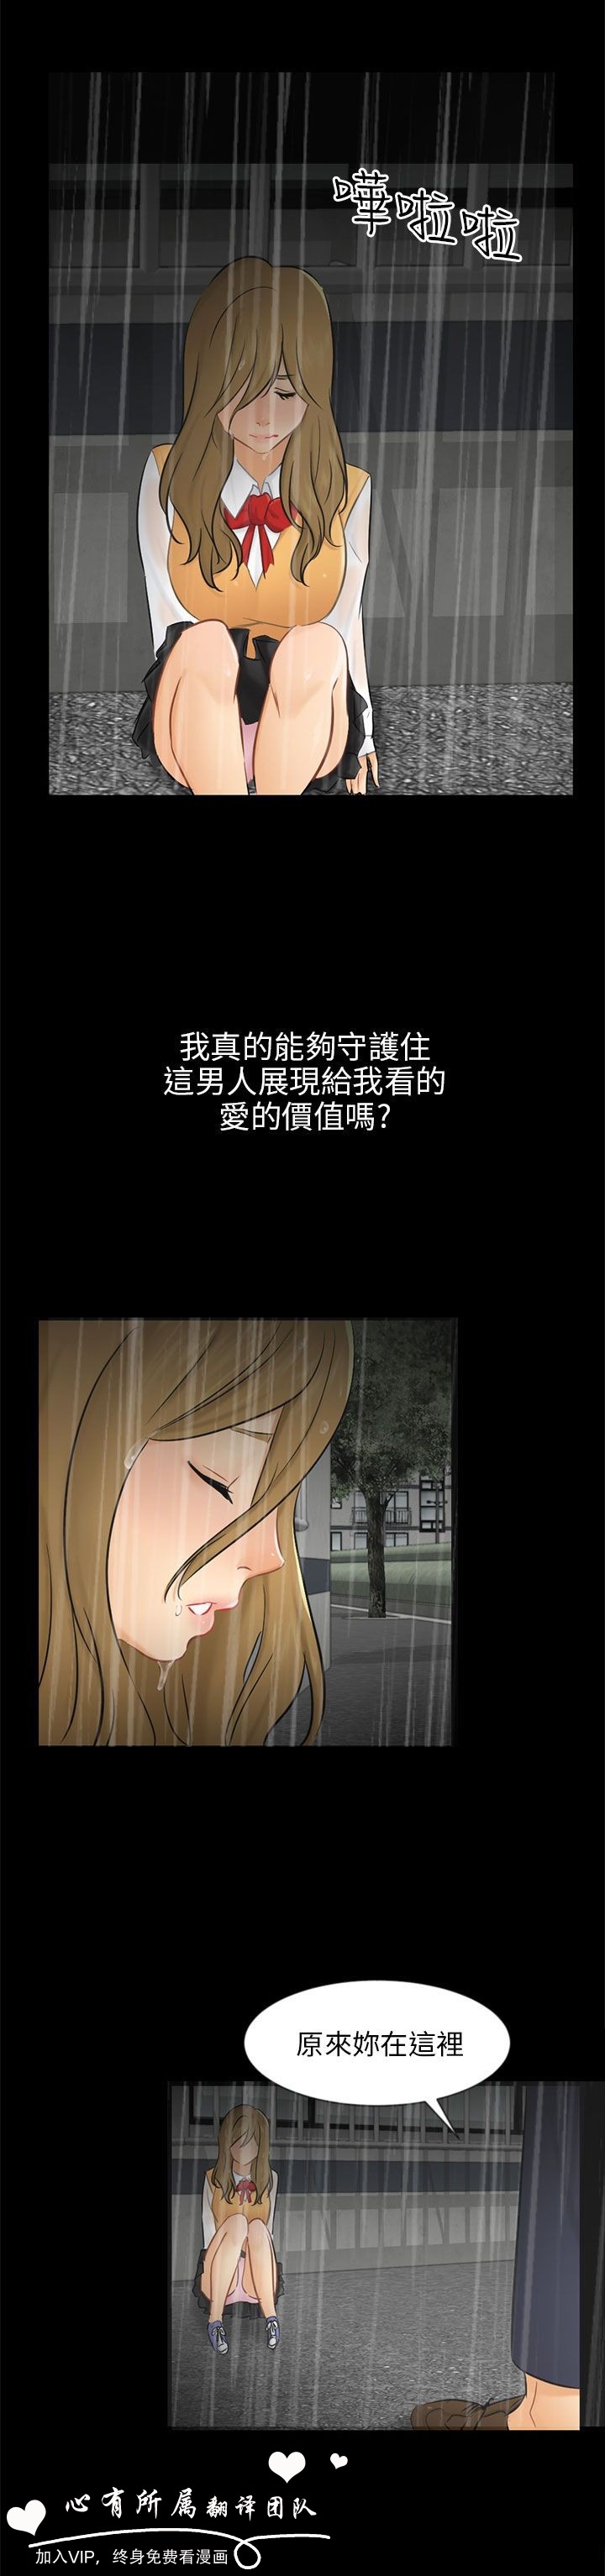 嘩啦啦
我真的能夠守護住
這男人展現給我看的
愛的價值嗎?
原來妳在這裡
心有所属翻译团队
加入VIP，终身免费看漫画